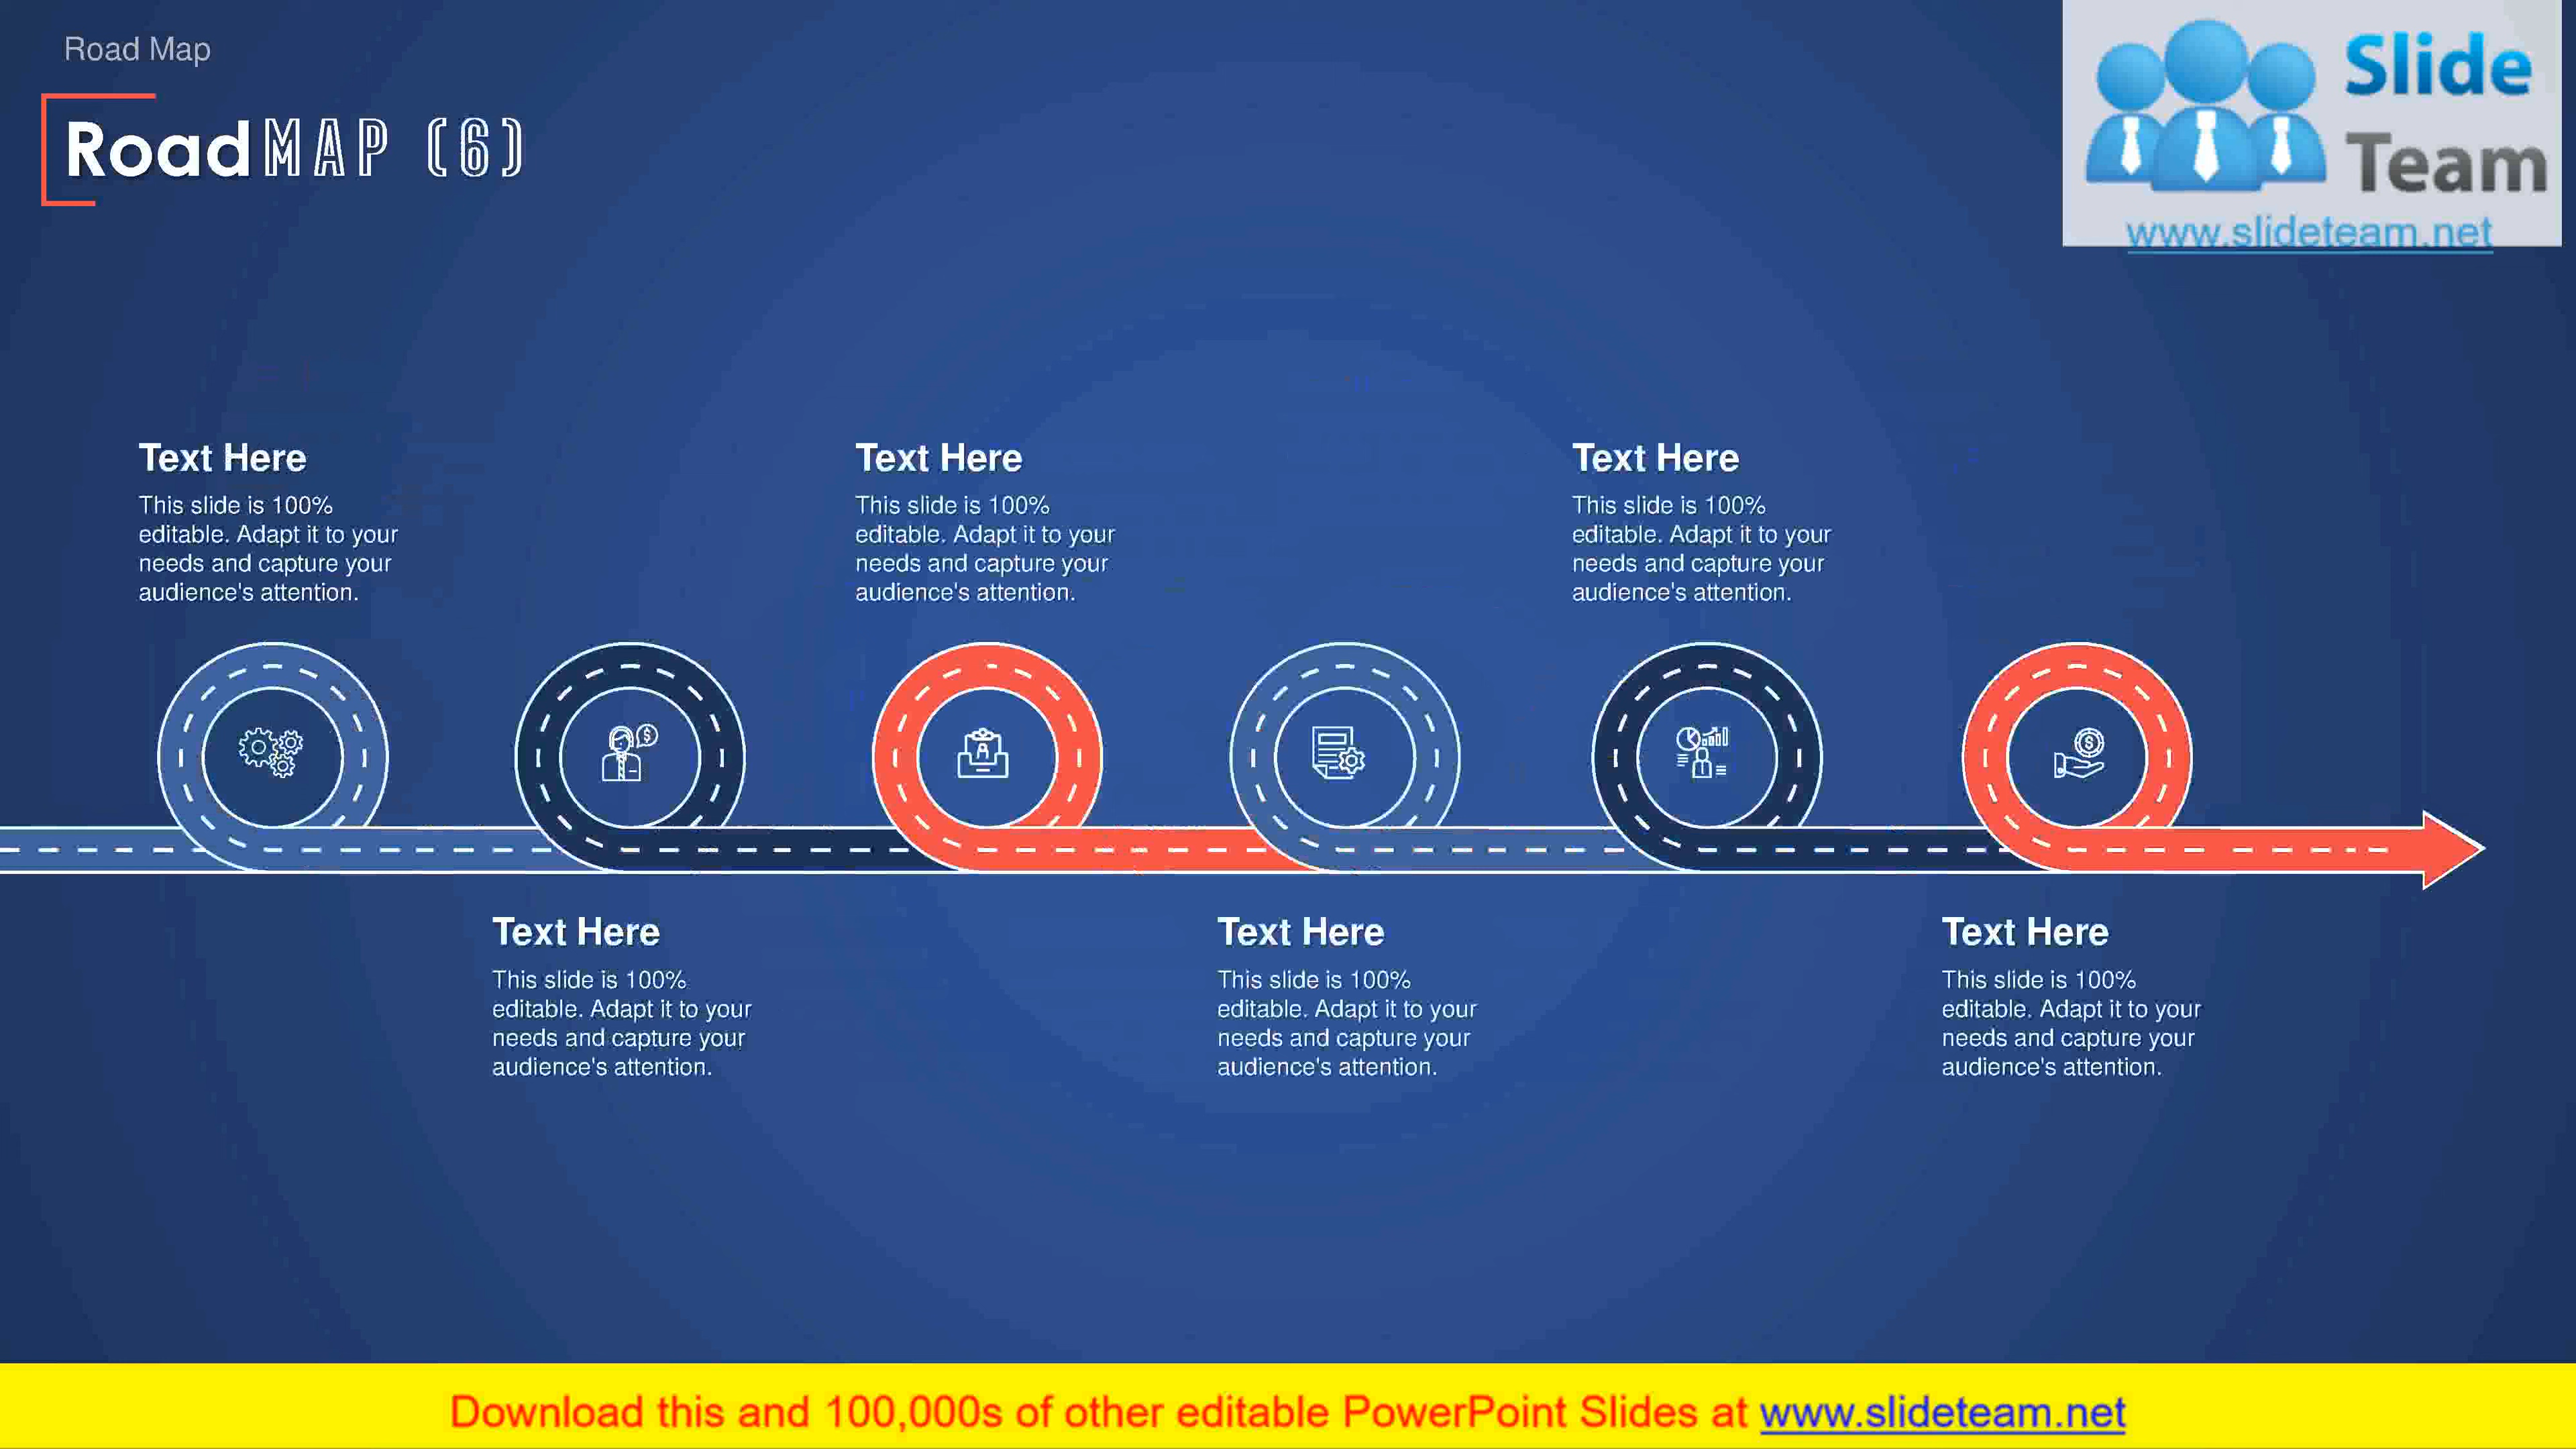 Road Map
Road MAP (6)
Slide
Team
www.slideteam.net
Text Here
This slide is 100%
editable. Adapt it to your
needs and capture your
audience's attention.
Text Here
This slide is 100%
editable. Adapt it to your
needs and capture your
audience's attention.
Text Here
This slide is 100%
editable. Adapt it to your
needs and capture your
audience's attention.
Text Here
This slide is 100%
editable. Adapt it to your
needs and capture your
audience's attention.
Text Here
This slide is 100%
editable. Adapt it to your
needs and capture your
audience's attention.
Text Here
This slide is 100%
editable. Adapt it to your
needs and capture your
audience's attention.
Download this and 100,000s of other editable PowerPoint Slides at www.slideteam.net